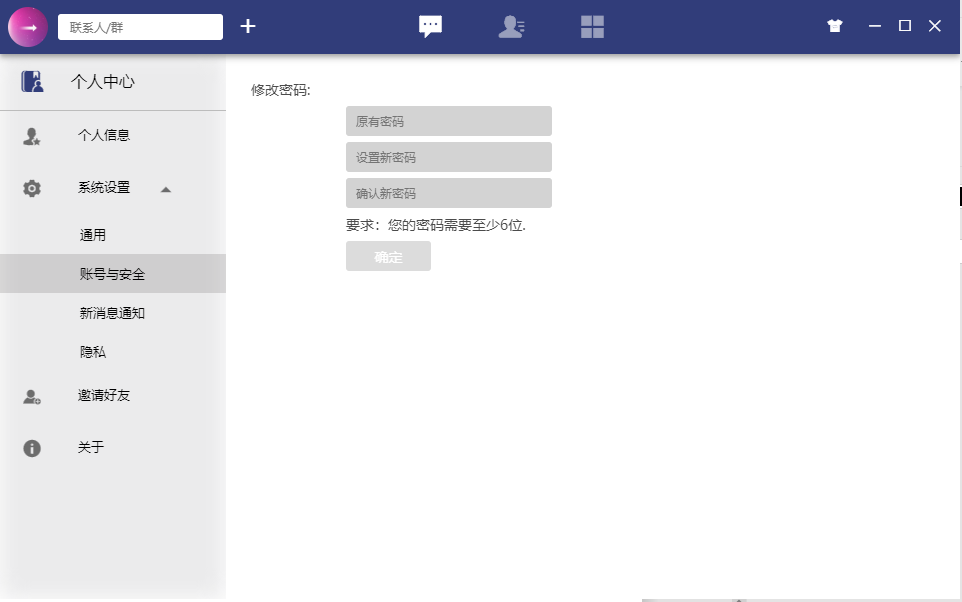 联系人/群
个人中心
个人信息
系统设置
通用
账号与安全
新消息通知
隐私
邀请好友
关于
修改密码:
原有密码
设置新密码
确认新密码
要求：您的密码需要至少6位.
确定